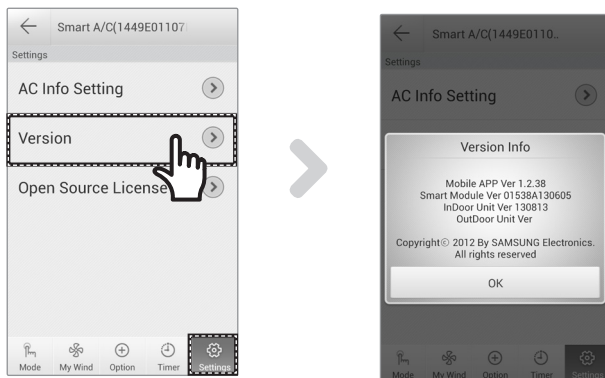 Smart A/C(1449E01107
Settings
AC Info Setting
Version
Open Source License
Mode My Wind Option Timer Settings
Smart A/C(1449E0110..
Settings
AC Info Setting
Version Info
Mobile APP Ver 1.2.38
Smart Module Ver 01538A130605
InDoor Unit Ver 130813
OutDoor Unit Ver
Copyright© 2012 By SAMSUNG Electronics.
All rights reserved
OK
Mode My Wind Option Timer Settings